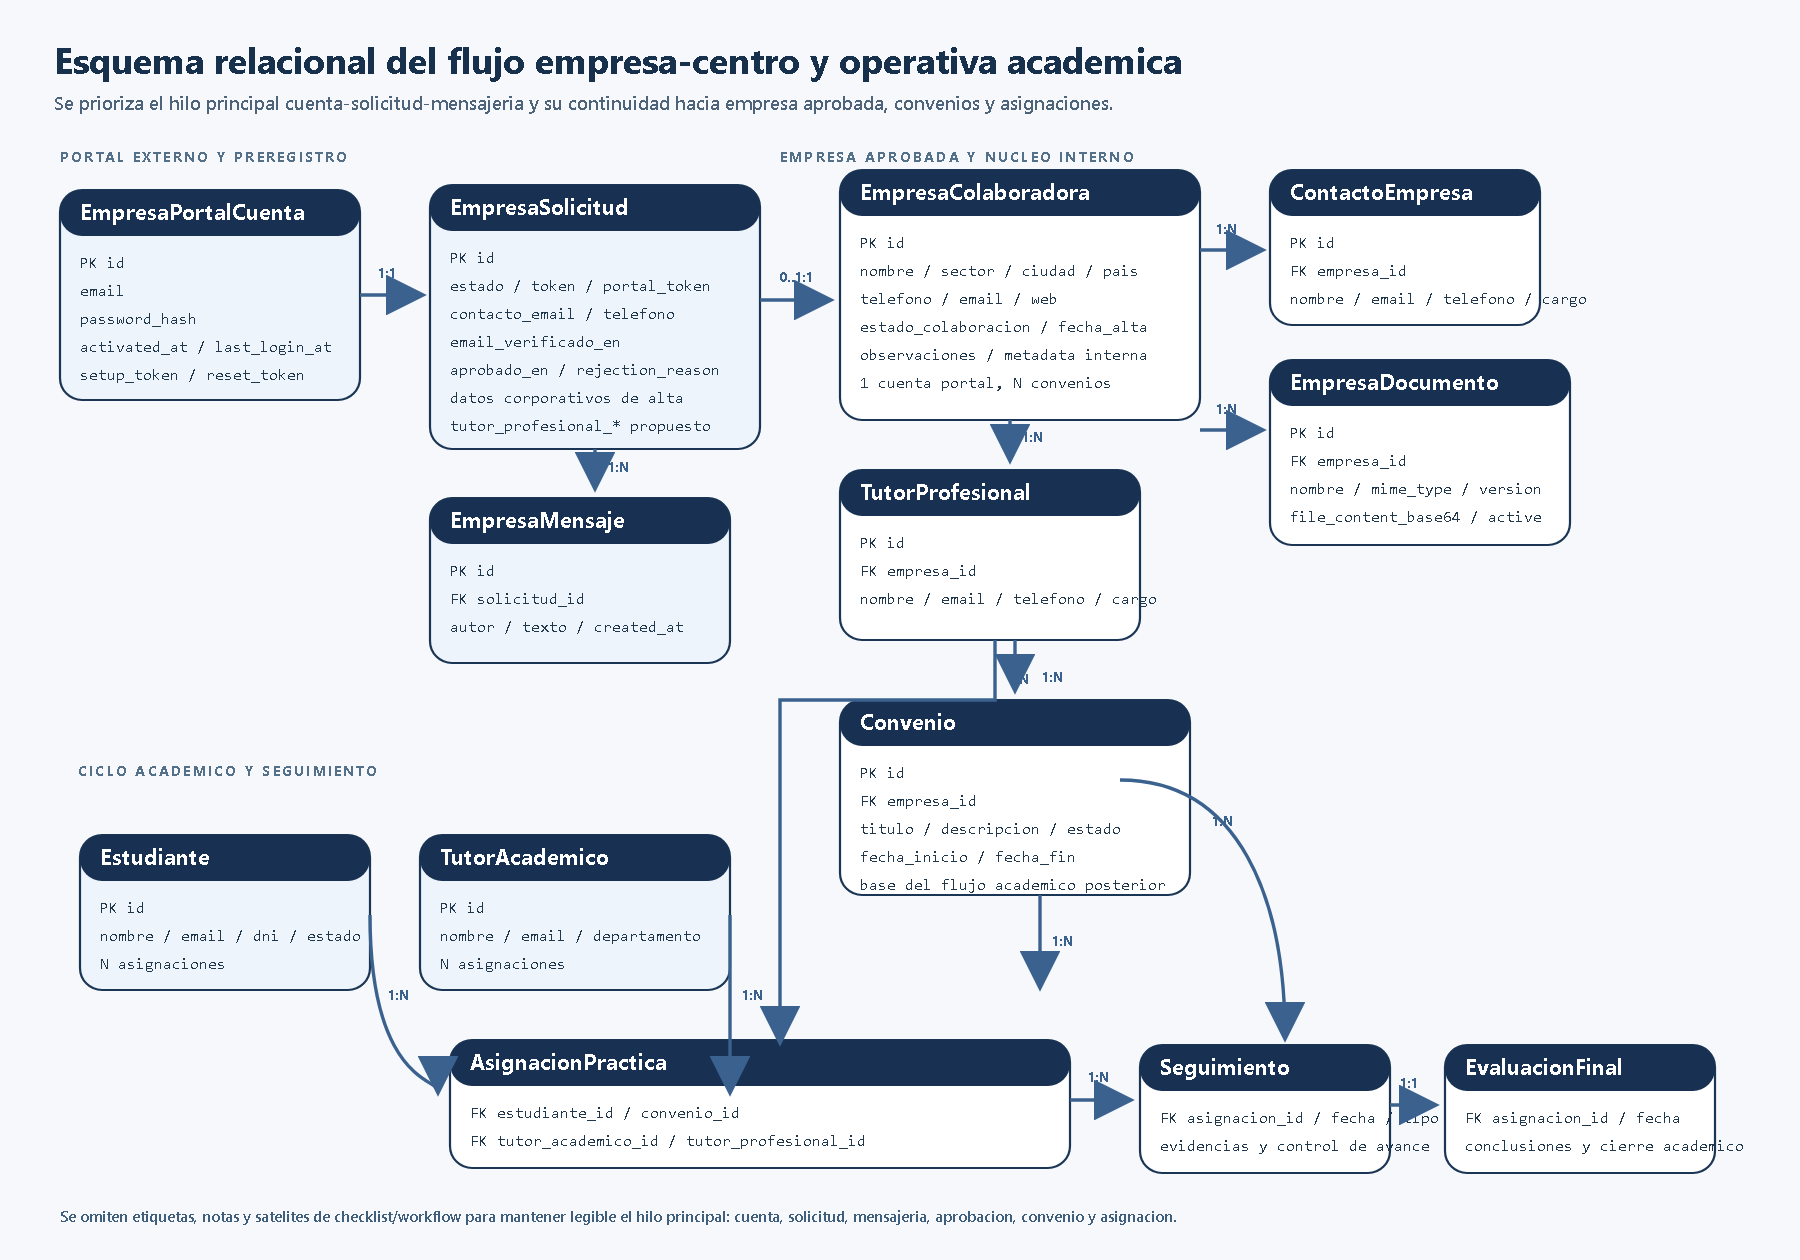 Esquema relacional del flujo empresa-centro y operativa academica
Se prioriza el hilo principal cuenta-solicitud-mensajeria y su continuidad hacia empresa aprobada, convenios y asignaciones.
PORTAL EXTERNO Y PREREGISTRO
EmpresaPortalCuenta
PK id
email
password_hash
activated_at / last_login_at
setup_token / reset_token
1:1
EmpresaSolicitud
PK id
estado / token / portal_token
contacto_email / telefono
email_verificado_en
aprobado_en / rejection_reason
datos corporativos de alta
tutor_profesional_* propuesto
0..1:1
1:N
EmpresaMensaje
PK id
FK solicitud_id
autor / texto / created_at
EMPRESA APROBADA Y NUCLEO INTERNO
EmpresaColaboradora
PK id
nombre / sector / ciudad / pais
telefono / email / web
estado_colaboracion / fecha_alta
observaciones / metadata interna
1 cuenta portal, N convenios
1:N
ContactoEmpresa
PK id
FK empresa_id
nombre / email / telefono / cargo
1:N
EmpresaDocumento
PK id
FK empresa_id
nombre / mime_type / version
file_content_base64 / active
1:N
TutorProfesional
PK id
FK empresa_id
nombre / email / telefono / cargo
1:N
Convenio
PK id
FK empresa_id
titulo / descripcion / estado
fecha_inicio / fecha_fin
base del flujo academico posterior
1:N
1:N
CICLO ACADEMICO Y SEGUIMIENTO
Estudiante
PK id
nombre / email / dni / estado
N asignaciones
1:N
TutorAcademico
PK id
nombre / email / departamento
N asignaciones
1:N
AsignacionPractica
FK estudiante_id / convenio_id
FK tutor_academico_id / tutor_profesional_id
1:N
Seguimiento
FK asignacion_id / fecha / tipo
evidencias y control de avance
1:1
EvaluacionFinal
FK asignacion_id / fecha
conclusiones y cierre academico
Se omiten etiquetas, notas y satelites de checklist/workflow para mantener legible el hilo principal: cuenta, solicitud, mensajeria, aprobacion, convenio y asignacion.